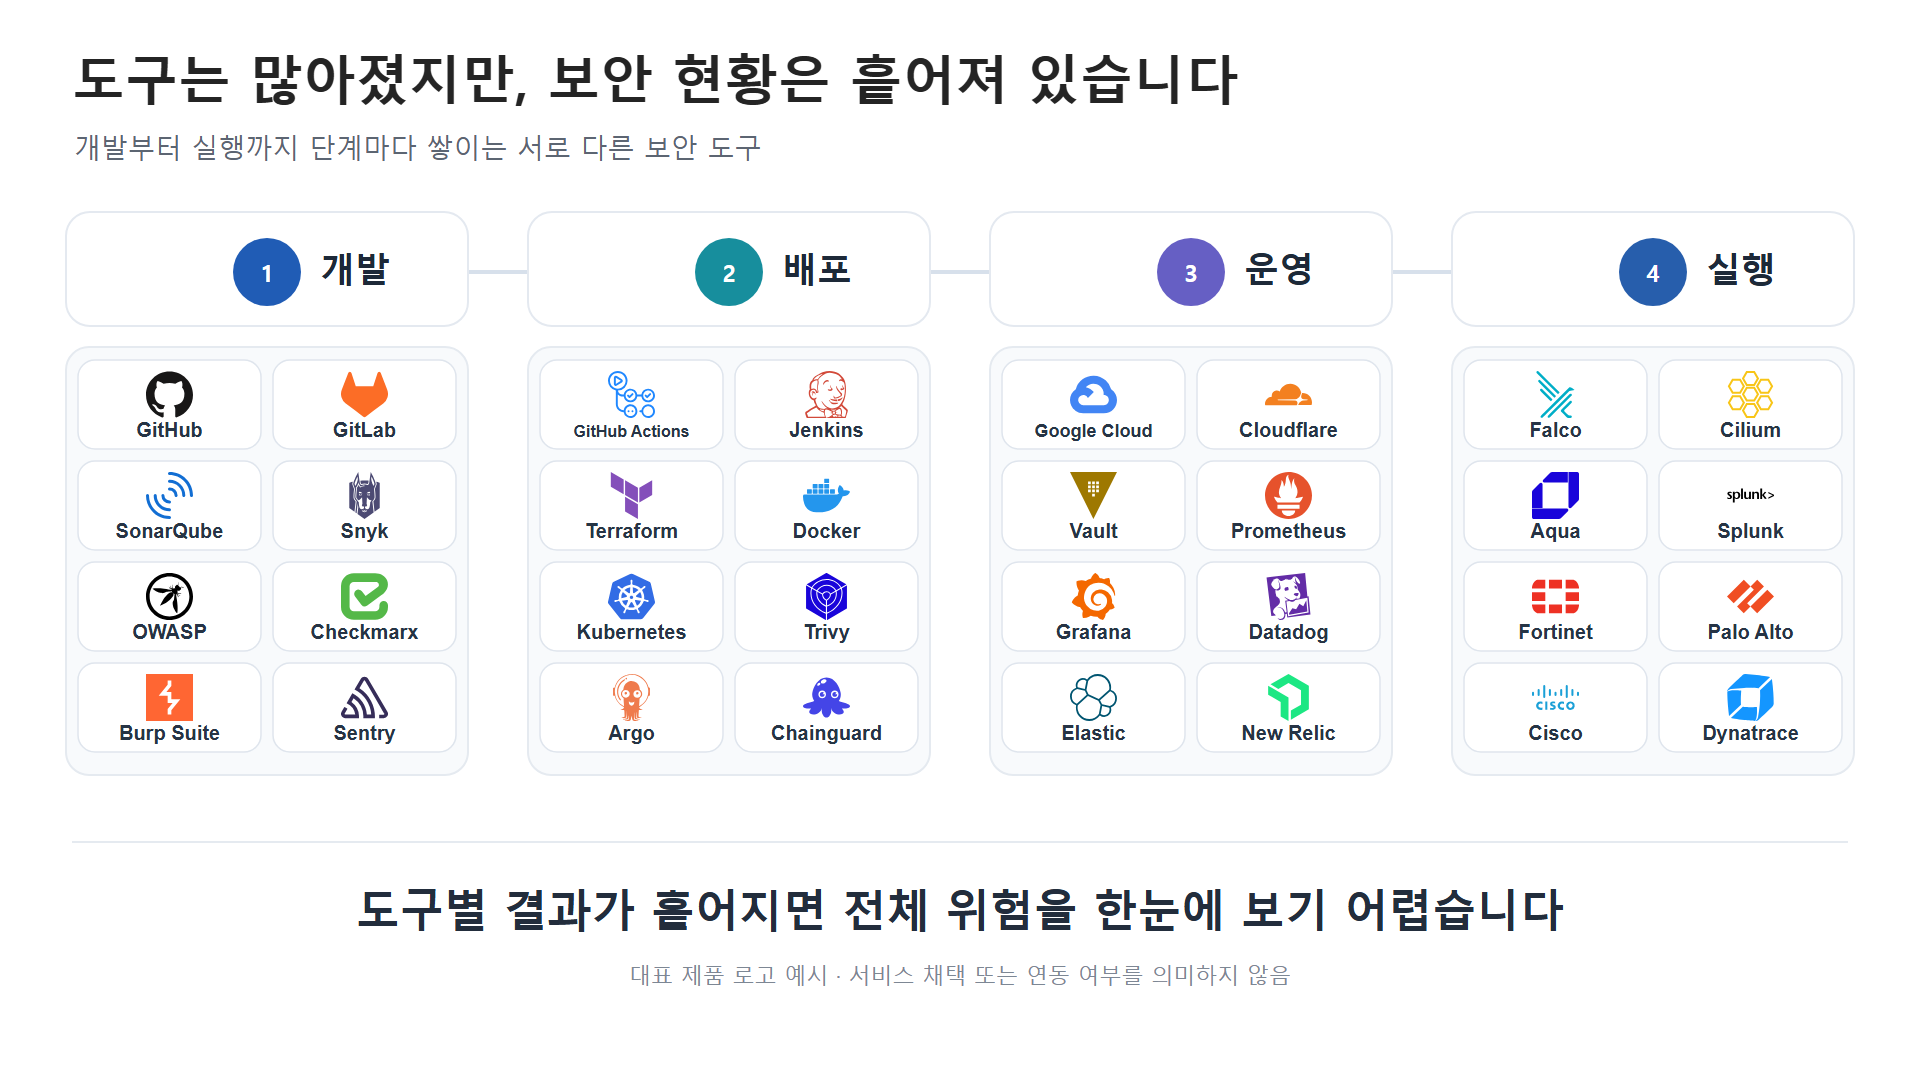 도구는 많아졌지만, 보안 현황은 흩어져 있습니다
개발부터 실행까지 단계마다 쌓이는 서로 다른 보안 도구
1 개발
2 배포
3 운영
4 실행
GitHub
GitLab
SonarQube
Snyk
OWASP
Checkmarx
Burp Suite
Sentry
GitHub Actions
Jenkins
Terraform
Docker
Kubernetes
Trivy
Argo
Chainguard
Google Cloud
Cloudflare
Vault
Prometheus
Grafana
Datadog
Elastic
New Relic
Falco
Cilium
Aqua
splunk>
Splunk
Fortinet
Palo Alto
CISCO
Cisco
Dynatrace
도구별 결과가 흩어지면 전체 위험을 한눈에 보기 어렵습니다
대표 제품 로고 예시 · 서비스 채택 또는 연동 여부를 의미하지 않음